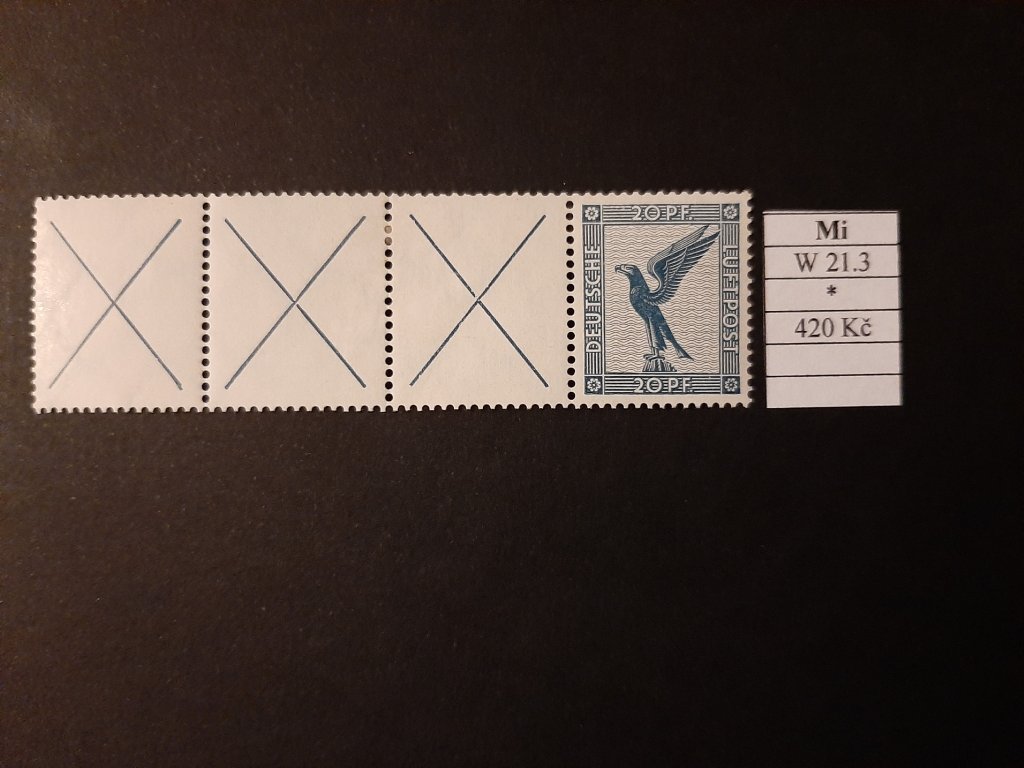 20 PF.
DEUTSCHE
LUFTPOST
20 PF.
Mi
W 21.3
*
420 Kč